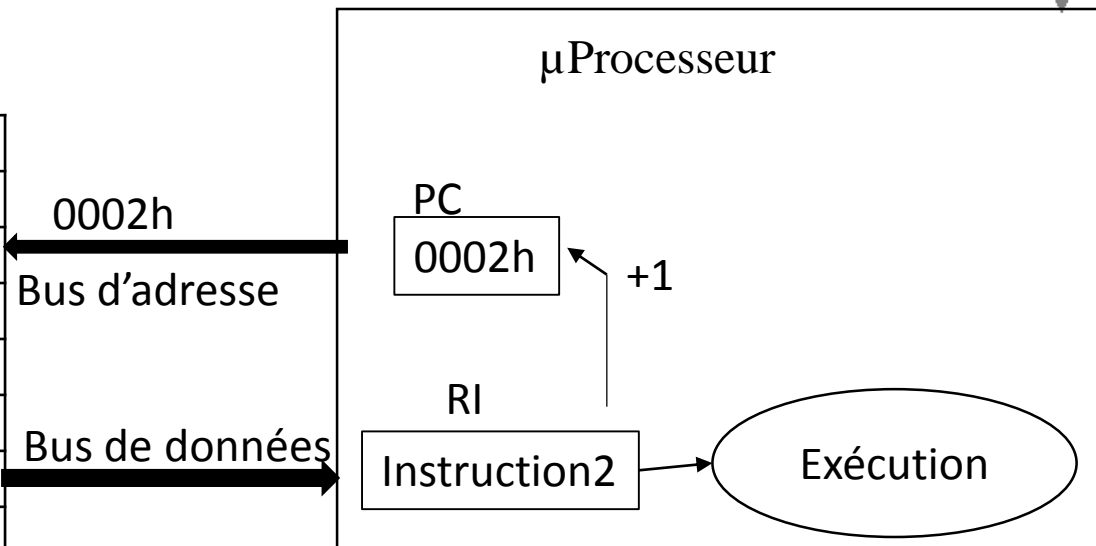 µProcesseur
PC
0002h
0002h
+1
Bus d’adresse
RI
Bus de données
Instruction2
Exécution